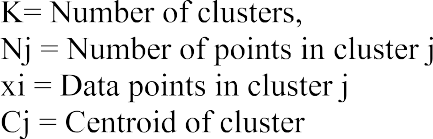 K= Number of clusters,
Nj = Number of points in cluster j
xi = Data points in cluster j
Cj = Centroid of cluster